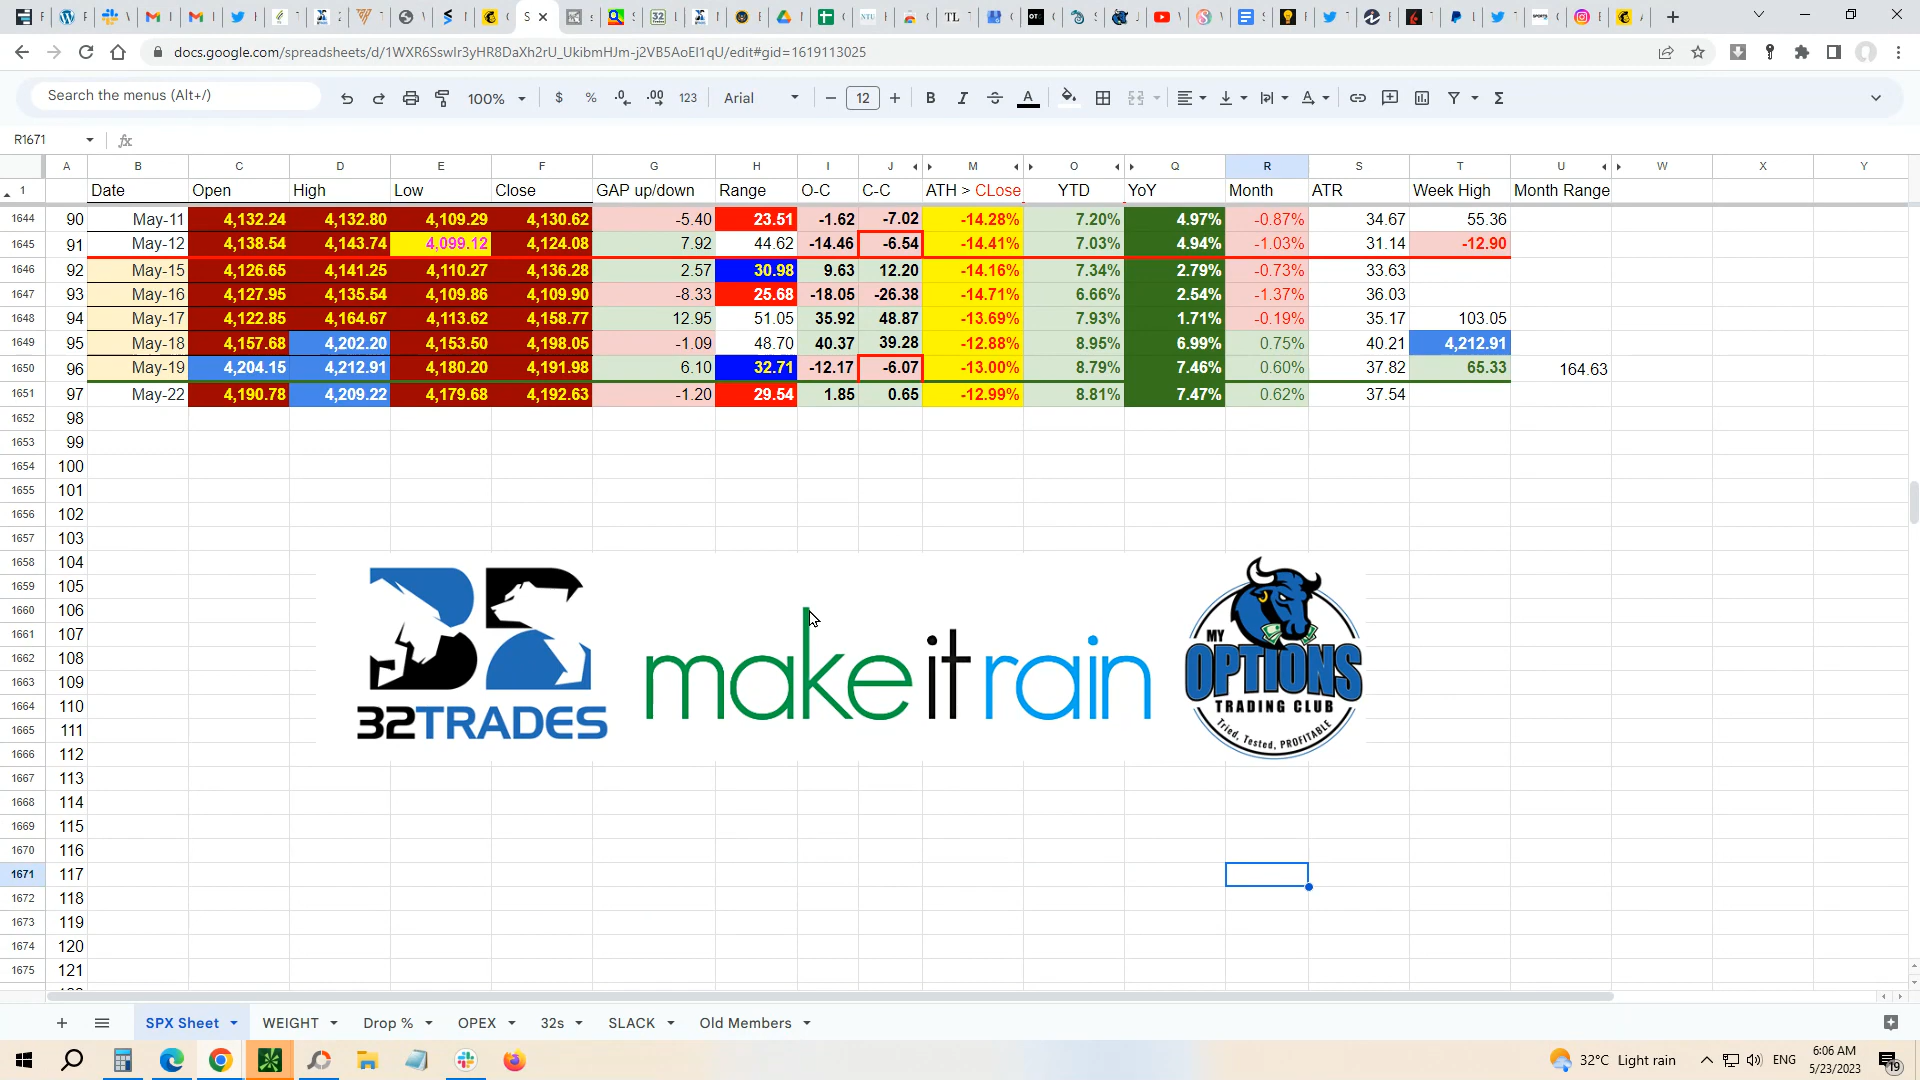 docs.google.com/spreadsheets/d/1WXR6SswIr3yHR8DaXh2rU_UkibmHJm-j2VB5AoEI1qU/edit#gid=1619113025
Search the menus (Alt+/) 100% $ % .0 .00 123 Arial 12
R1671 fx
A B C D E F G H I J M O Q R S T U W X Y
1 Date Open High Low Close GAP up/down Range O-C C-C ATH > CLose YTD YoY Month ATR Week High Month Range
1644 90 May-11 4,132.24 4,132.80 4,109.29 4,130.62 -5.40 23.51 -1.62 -7.02 -14.28% 7.20% 4.97% -0.87% 34.67 55.36
1645 91 May-12 4,138.54 4,143.74 4,099.12 4,124.08 7.92 44.62 -14.46 -6.54 -14.41% 7.03% 4.94% -1.03% 31.14 -12.90
1646 92 May-15 4,126.65 4,141.25 4,110.27 4,136.28 2.57 30.98 9.63 12.20 -14.16% 7.34% 2.79% -0.73% 33.63
1647 93 May-16 4,127.95 4,135.54 4,109.86 4,109.90 -8.33 25.68 -18.05 -26.38 -14.71% 6.66% 2.54% -1.37% 36.03
1648 94 May-17 4,122.85 4,164.67 4,113.62 4,158.77 12.95 51.05 35.92 48.87 -13.69% 7.93% 1.71% -0.19% 35.17 103.05
1649 95 May-18 4,157.68 4,202.20 4,153.50 4,198.05 -1.09 48.70 40.37 39.28 -12.88% 8.95% 6.99% 0.75% 40.21 4,212.91
1650 96 May-19 4,204.15 4,212.91 4,180.20 4,191.98 6.10 32.71 -12.17 -6.07 -13.00% 8.79% 7.46% 0.60% 37.82 65.33 164.63
1651 97 May-22 4,190.78 4,209.22 4,179.68 4,192.63 -1.20 29.54 1.85 0.65 -12.99% 8.81% 7.47% 0.62% 37.54
1652 98
1653 99
1654 100
1655 101
1656 102
1657 103
1658 104
1659 105
1660 106
1661 107
1662 108
1663 109
1664 110
1665 111
1666 112
1667 113
1668 114
1669 115
1670 116
1671 117
1672 118
1673 119
1674 120
1675 121
32TRADES
makeitrain
MY
OPTIONS
TRADING CLUB
Tried, Tested, PROFITABLE
SPX Sheet WEIGHT Drop % OPEX 32s SLACK Old Members
32°C Light rain ENG 6:06 AM
5/23/2023 19